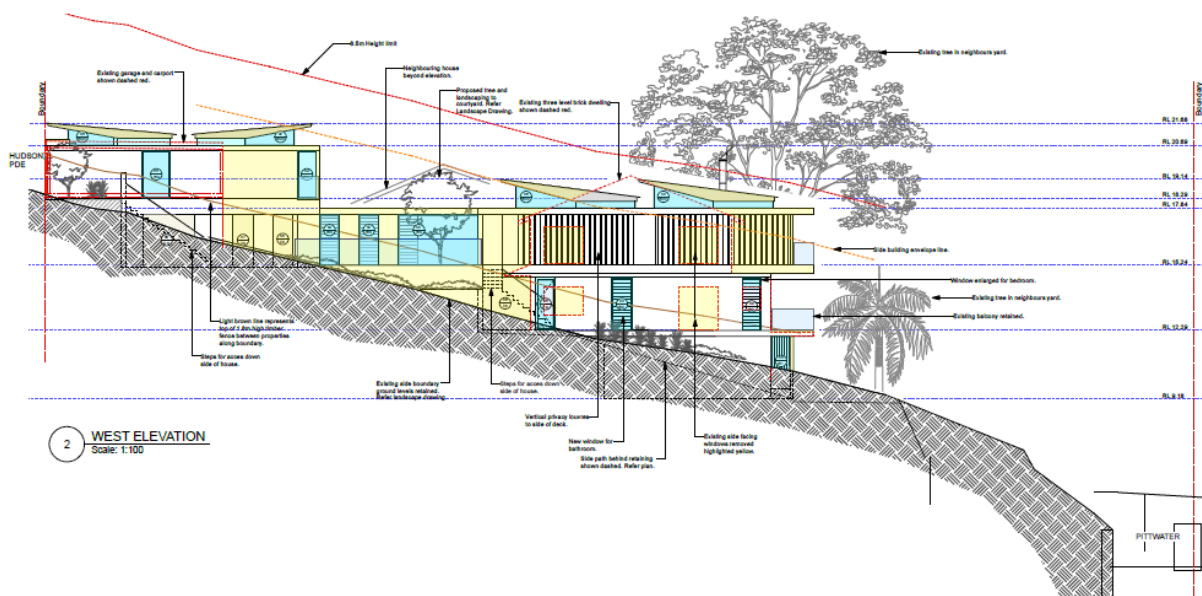 8.5m Height limit
Existing tree in neighbours yard.
Existing garage and carport
shown dashed red.
Neighbouring house
beyond elevation.
Proposed tree and
landscaping to
courtyard. Refer
Landscape Drawing.
Existing three level brick dwelling
shown dashed red.
Boundary
Boundary
RL 21.68
RL 20.69
HUDSON
PDE
RL 19.14
RL 18.29
RL 17.84
Side building envelope line.
RL 15.24
Window enlarged for bedroom.
Existing tree in neighbours yard.
Existing balcony retained.
Light brown line represents
top of 1.8m high timber
fence between properties
along boundary.
RL 12.29
Steps for acces down
side of house.
Existing side boundary
ground levels retained.
Refer landscape drawing.
Steps for acces down
side of house.
RL 9.18
Vertical privacy louvres
to side of deck.
New window for
bathroom.
Existing side facing
windows removed
highlighted yellow.
Side path behind retaining
shown dashed. Refer plan.
2
WEST ELEVATION
Scale: 1:100
PITTWATER